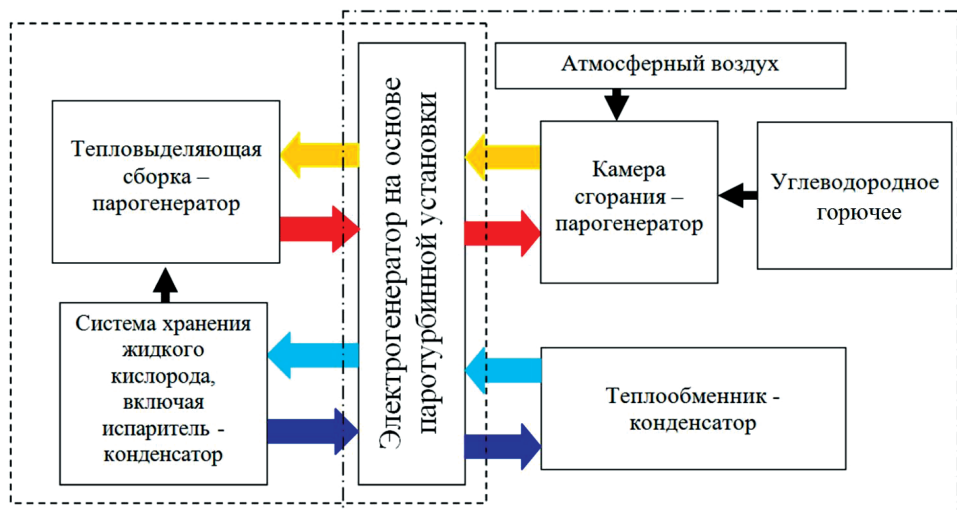 Тепловыделяющая
сборка –
парогенератор
Система хранения
жидкого
кислорода,
включая
испаритель -
конденсатор
Электрогенератор на основе
паротурбинной установки
Атмосферный воздух
Камера
сгорания –
парогенератор
Углеводородное
горючее
Теплообменник -
конденсатор